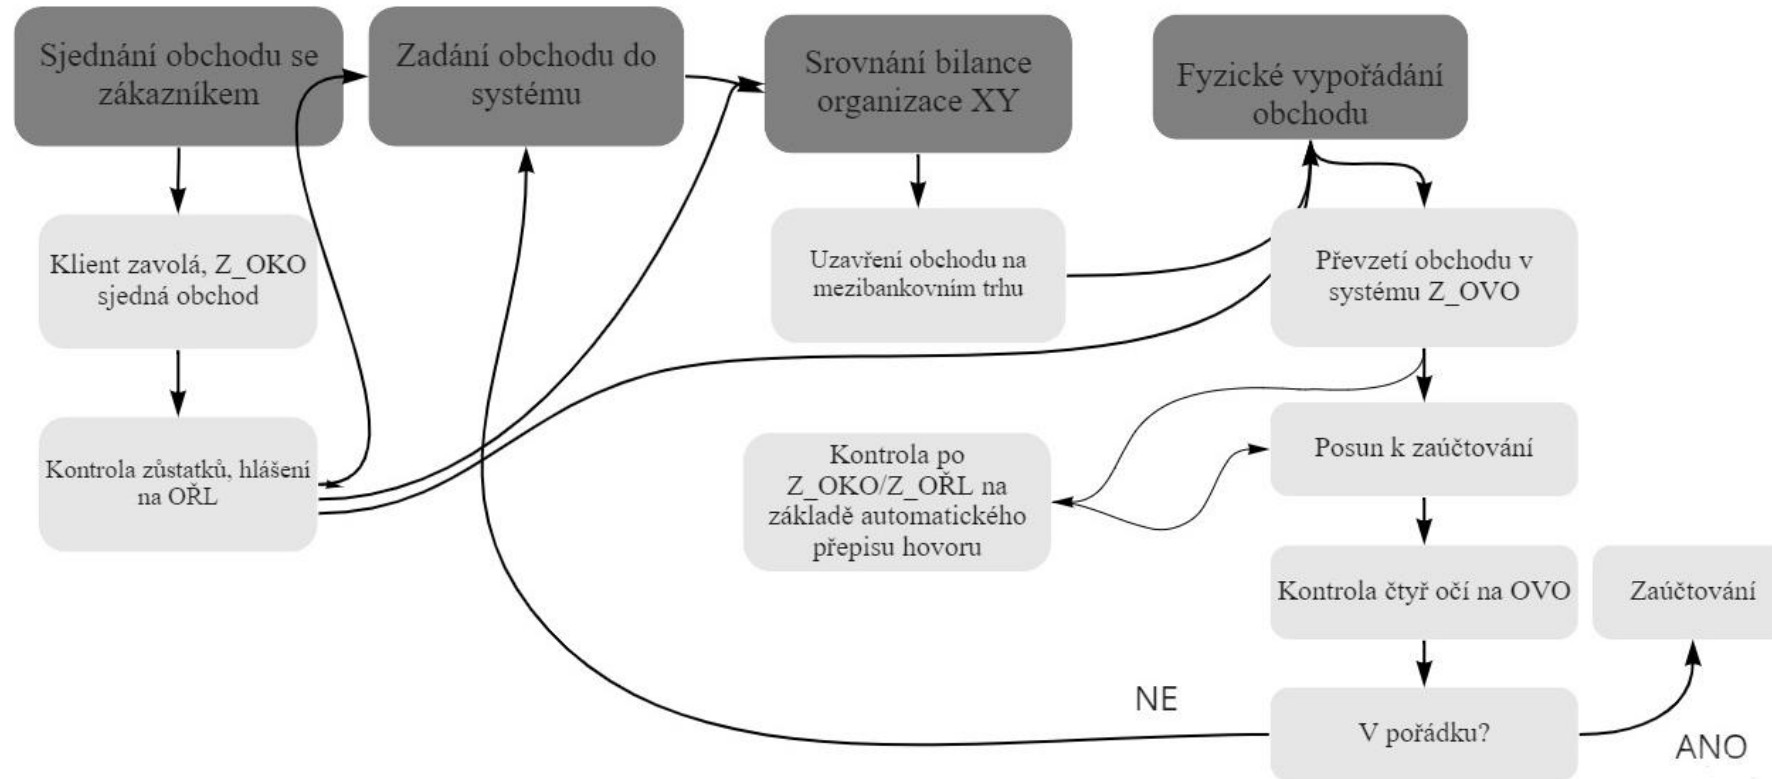 Sjednání obchodu se
zákazníkem
Zadání obchodu do
systému
Srovnání bilance
organizace XY
Fyzické vypořádání
obchodu
Klient zavolá, Z_OKO
sjedná obchod
Uzavření obchodu na
mezibankovním trhu
Převzetí obchodu v
systému Z_OVO
Kontrola zůstatků, hlášení
na OŘL
Kontrola po
Z_OKO/Z_OŘL na
základě automatického
přepisu hovoru
Posun k zaúčtování
Kontrola čtyř očí na OVO
Zaúčtování
NE
V pořádku?
ANO